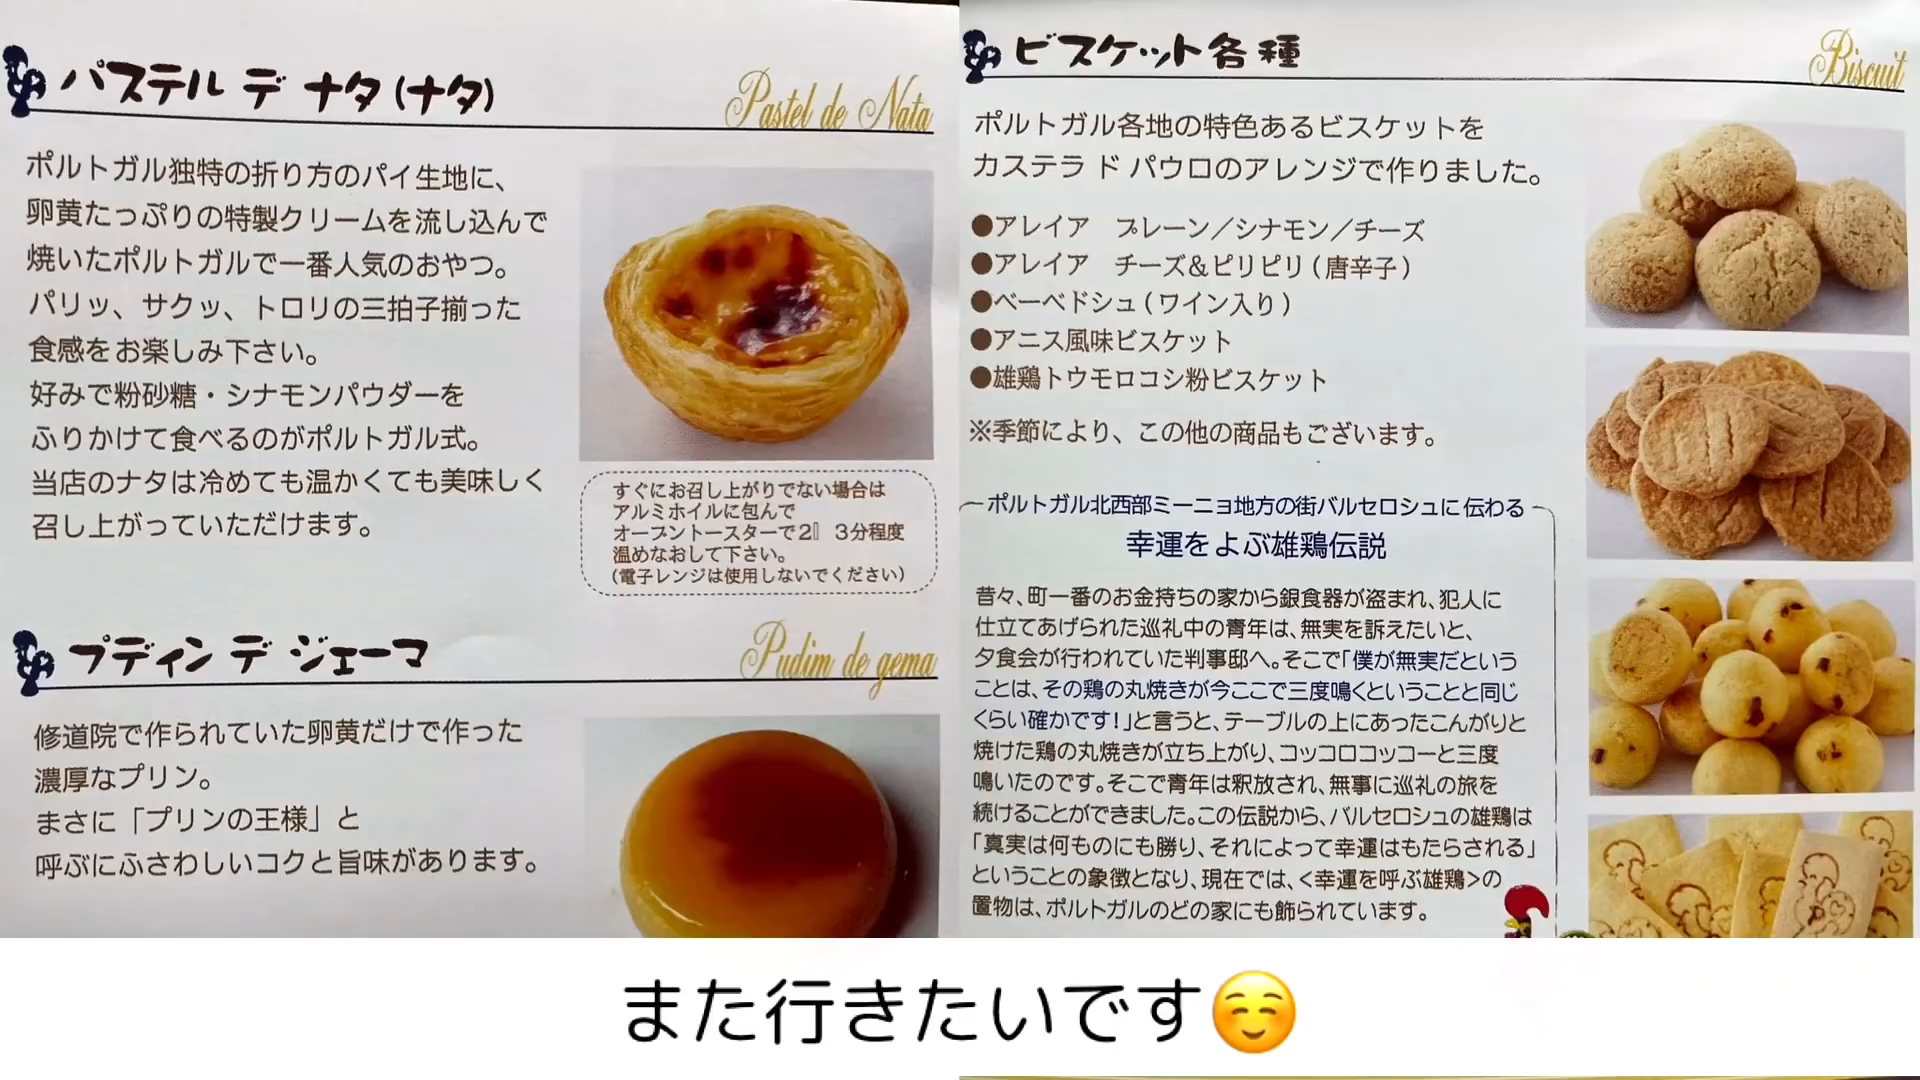 パステル デ ナタ(ナタ)
Pastel de Nata
ポルトガル独特の折り方のパイ生地に、
卵黄たっぷりの特製クリームを流し込んで
焼いたポルトガルで一番人気のおやつ。
パリッ、サクッ、トロリの三拍子揃った
食感をお楽しみ下さい。
好みで粉砂糖・シナモンパウダーを
ふりかけて食べるのがポルトガル式。
当店のナタは冷めても温かくても美味しく
召し上がっていただけます。
すぐにお召し上がりでない場合は
アルミホイルに包んで
オーブントースターで2 3分程度
温めなおして下さい。
(電子レンジは使用しないでください)
プディン デ ジェーマ
Pudim de gema
修道院で作られていた卵黄だけで作った
濃厚なプリン。
まさに「プリンの王様」と
呼ぶにふさわしいコクと旨味があります。
ビスケット各種
Biscuit
ポルトガル各地の特色あるビスケットを
カステラ ド パウロのアレンジで作りました。
●アレイア プレーン/シナモン/チーズ
●アレイア チーズ&ピリピリ(唐辛子)
●ベーベドシュ(ワイン入り)
●アニス風味ビスケット
●雄鶏トウモロコシ粉ビスケット
※季節により、この他の商品もございます。
ポルトガル北西部ミーニョ地方の街バルセロシュに伝わる
幸運をよぶ雄鶏伝説
昔々、町一番のお金持ちの家から銀食器が盗まれ、犯人に
仕立てあげられた巡礼中の青年は、無実を訴えたいと、
夕食会が行われていた判事邸へ。そこで「僕が無実だという
ことは、その鶏の丸焼きが今ここで三度鳴くということと同じ
くらい確かです!」と言うと、テーブルの上にあったこんがりと
焼けた鶏の丸焼きが立ち上がり、コッコロコッコーと三度
鳴いたのです。そこで青年は釈放され、無事に巡礼の旅を
続けることができました。この伝説から、バルセロシュの雄鶏は
「真実は何ものにも勝り、それによって幸運はもたらされる」
ということの象徴となり、現在では、<幸運を呼ぶ雄鶏>の
置物は、ポルトガルのどの家にも飾られています。
また行きたいです☺️